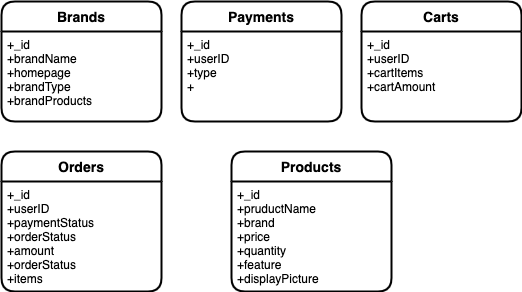 Brands
+_id
+brandName
+homepage
+brandType
+brandProducts
Payments
+_id
+userID
+type
+
Carts
+_id
+userID
+cartItems
+cartAmount
Orders
+_id
+userID
+paymentStatus
+orderStatus
+amount
+orderStatus
+items
Products
+_id
+pruductName
+brand
+price
+quantity
+feature
+displayPicture